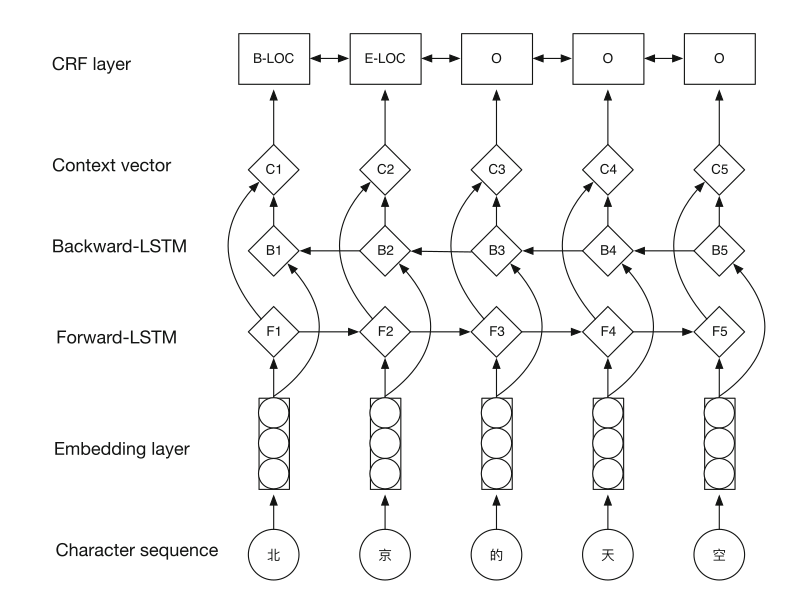 CRF layer B-LOC E-LOC O O O
Context vector C1 C2 C3 C4 C5
Backward-LSTM B1 B2 B3 B4 B5
Forward-LSTM F1 F2 F3 F4 F5
Embedding layer
Character sequence 北 京 的 天 空